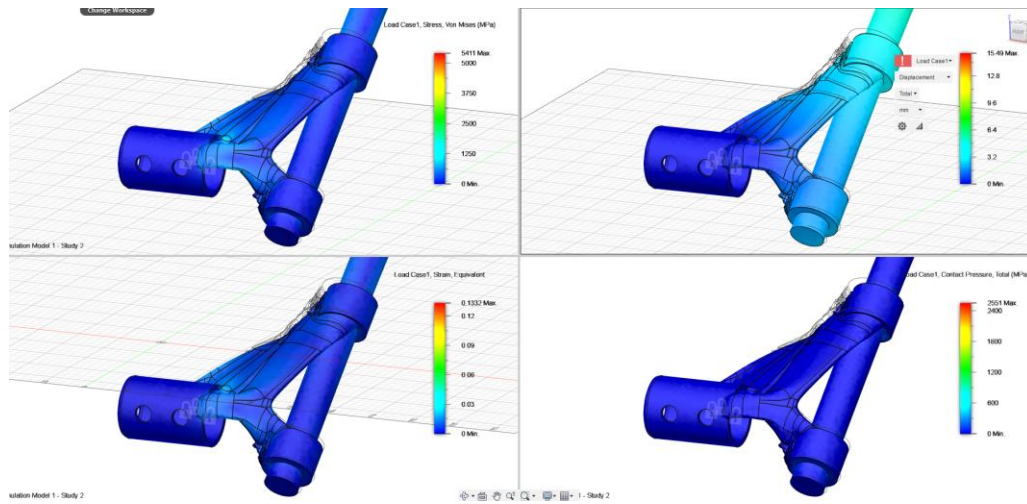 Change Workspace
Load Case1, Stress, Von Mises (MPa)
5411 Max.
5000
3750
2500
1250
0 Min.
ulation Model 1 - Study 2
15.49 Max.
12.8
9.6
6.4
3.2
0 Min.
Load Case1
Displacement
Total
mm
Load Case1, Strain, Equivalent
0.1332 Max.
0.12
0.09
0.06
0.03
0 Min.
ulation Model 1 - Study 2
oad Case1, Contact Pressure, Total (MPa
2551 Max.
2400
1800
1200
600
0 Min.
l - Study 2